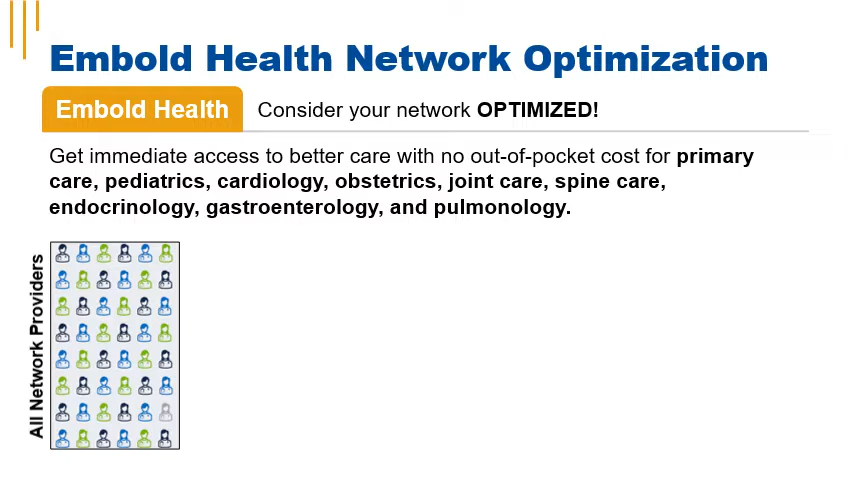 Embold Health Network Optimization
Embold Health
Consider your network OPTIMIZED!
Get immediate access to better care with no out-of-pocket cost for primary
care, pediatrics, cardiology, obstetrics, joint care, spine care,
endocrinology, gastroenterology, and pulmonology.
All Network Providers